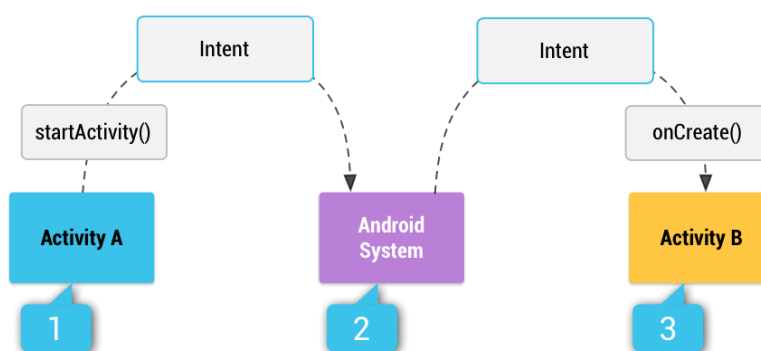 Intent
Intent
startActivity()
onCreate()
Activity A
Android
System
Activity B
1
2
3